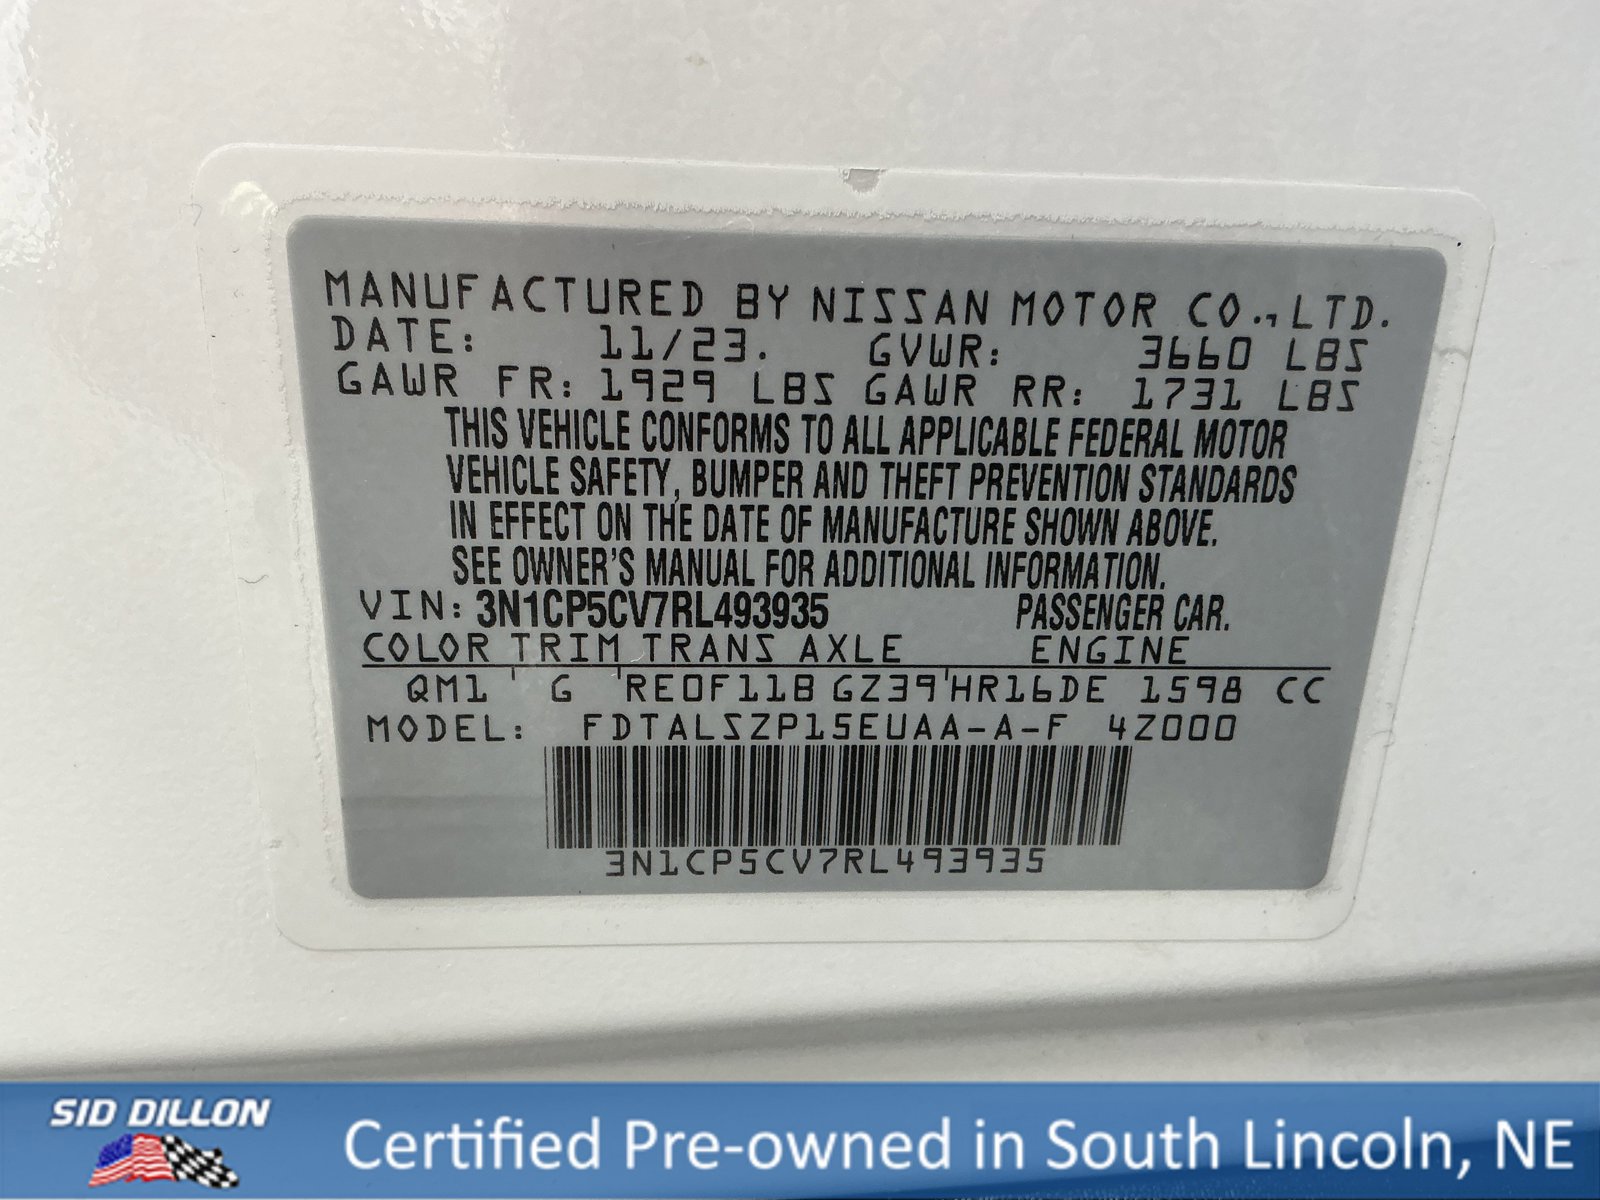 MANUFACTURED BY NISSAN MOTOR CO., LTD.
DATE: 11/23. GVWR: 3660 LBS
GAWR FR: 1929 LBS GAWR RR: 1731 LBS
THIS VEHICLE CONFORMS TO ALL APPLICABLE FEDERAL MOTOR
VEHICLE SAFETY, BUMPER AND THEFT PREVENTION STANDARDS
IN EFFECT ON THE DATE OF MANUFACTURE SHOWN ABOVE.
SEE OWNER'S MANUAL FOR ADDITIONAL INFORMATION.
VIN: 3N1CP5CV7RL493935 PASSENGER CAR.
COLOR TRIM TRANS AXLE ENGINE
QM1 ' G ' RE0F11B GZ39 ' HR16DE 1598 CC
MODEL: FDTALSZP15EUAA-A-F 4Z000
3N1CP5CV7RL493935
SID DILLON
Certified Pre-owned in South Lincoln, NE